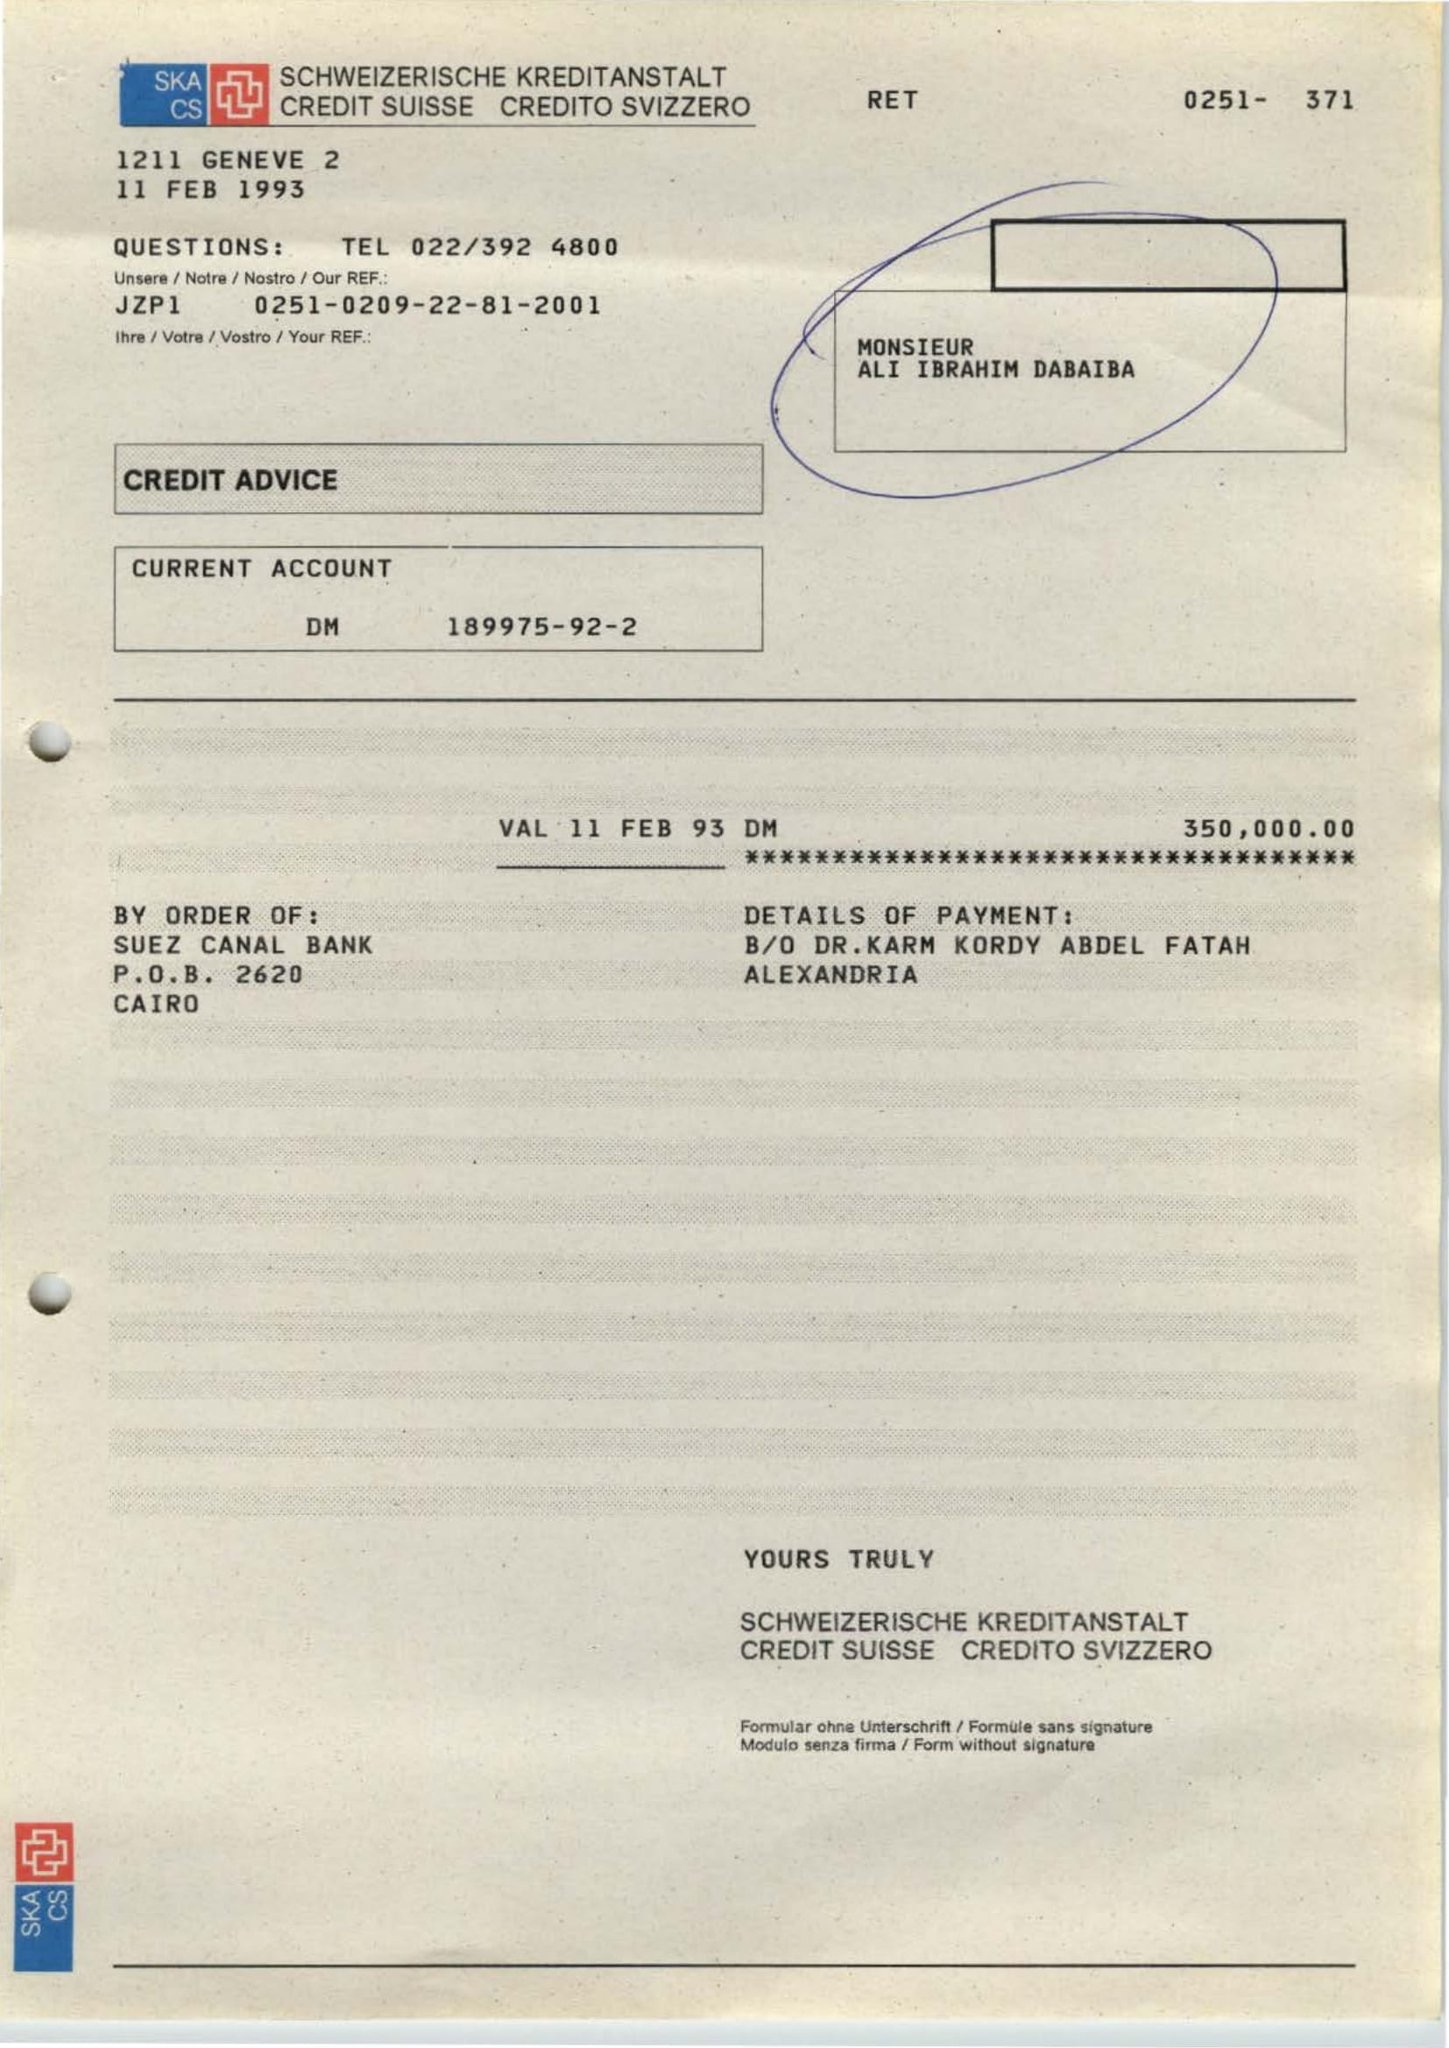 SKA
CS
SCHWEIZERISCHE KREDITANSTALT
CREDIT SUISSE CREDITO SVIZZERO
RET 0251- 371
1211 GENEVE 2
11 FEB 1993
QUESTIONS: TEL 022/392 4800
Unsere / Notre / Nostro / Our REF.:
JZP1 0251-0209-22-81-2001
Ihre / Votre / Vostro / Your REF.:
MONSIEUR
ALI IBRAHIM DABAIBA
CREDIT ADVICE
CURRENT ACCOUNT
DM 189975-92-2
VAL 11 FEB 93 DM 350,000.00
***********************************
BY ORDER OF:
SUEZ CANAL BANK
P.O.B. 2620
CAIRO
DETAILS OF PAYMENT:
B/O DR.KARM KORDY ABDEL FATAH
ALEXANDRIA
YOURS TRULY
SCHWEIZERISCHE KREDITANSTALT
CREDIT SUISSE CREDITO SVIZZERO
Formular ohne Unterschrift / Formule sans signature
Modulo senza firma / Form without signature
SKA
CS